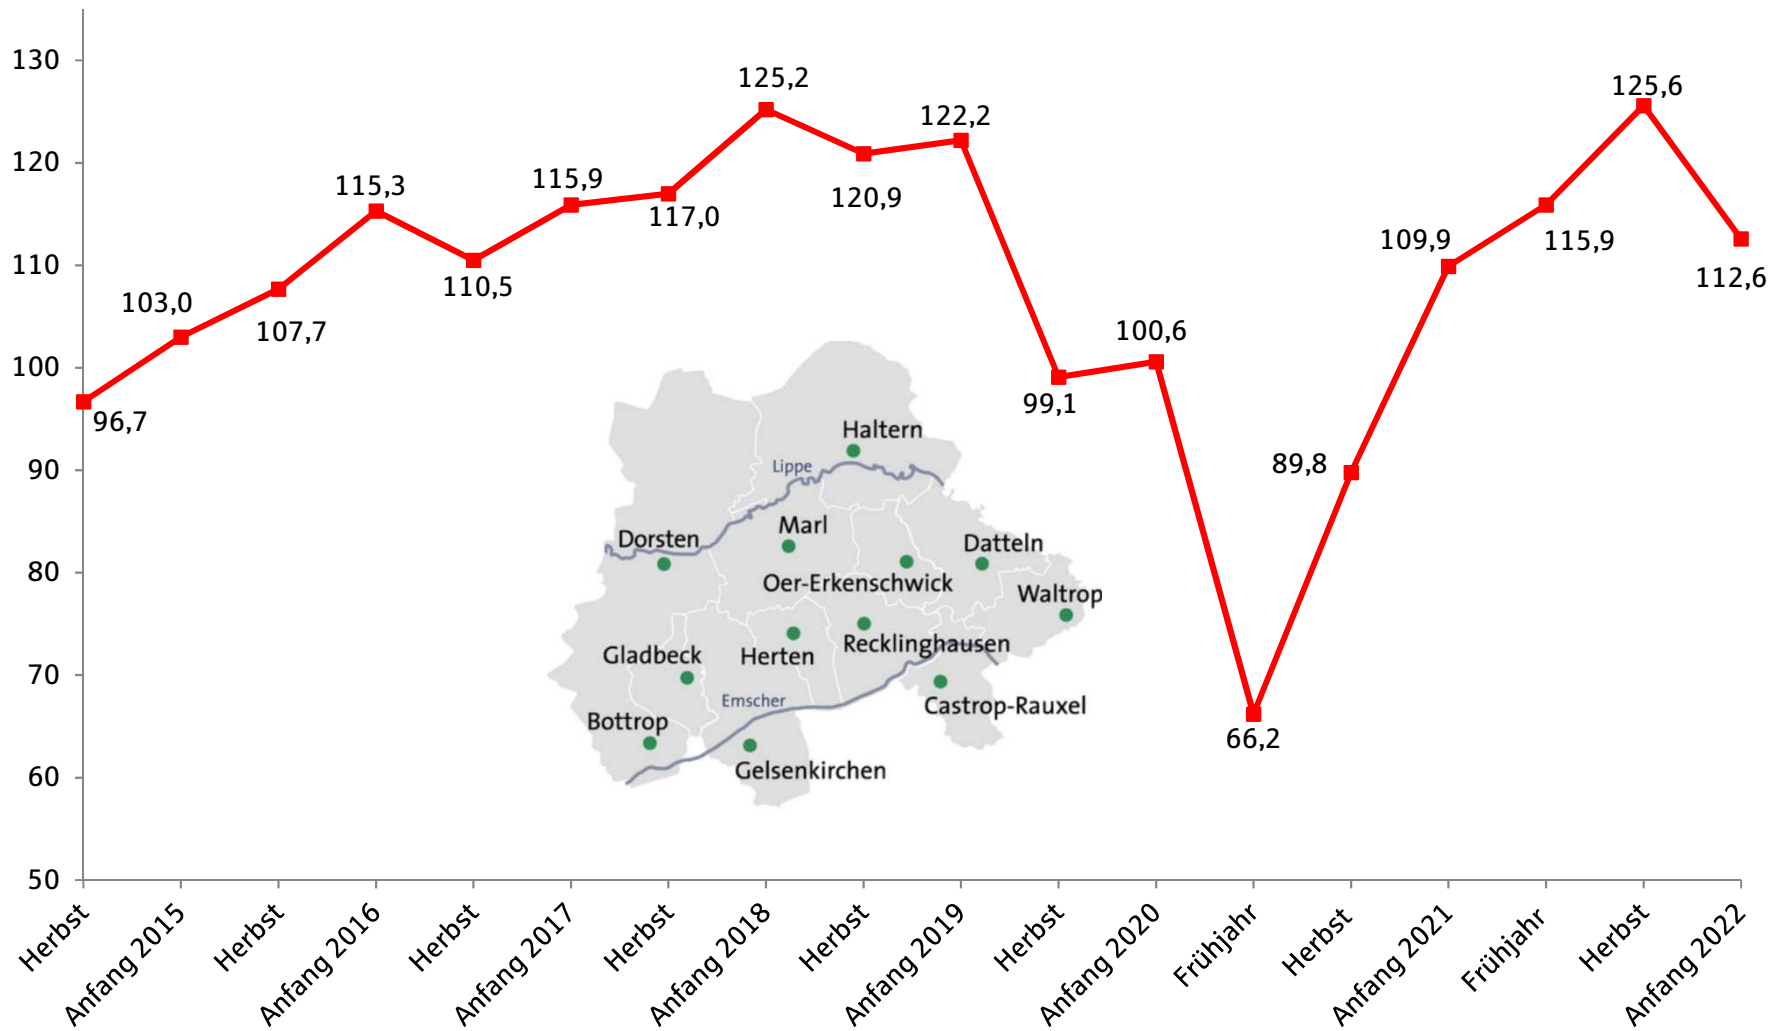 130
120
110
100
90
80
70
60
50
96,7
103,0
107,7
115,3
110,5
115,9
117,0
125,2
120,9
122,2
99,1
100,6
66,2
89,8
109,9
115,9
125,6
112,6
Haltern
Lippe
Marl
Dorsten
Datteln
Oer-Erkenschwick
Waltrop
Recklinghausen
Gladbeck
Herten
Emscher
Castrop-Rauxel
Bottrop
Gelsenkirchen
Herbst
Anfang 2015
Herbst
Anfang 2016
Herbst
Anfang 2017
Herbst
Anfang 2018
Herbst
Anfang 2019
Herbst
Anfang 2020
Frühjahr
Herbst
Anfang 2021
Frühjahr
Herbst
Anfang 2022